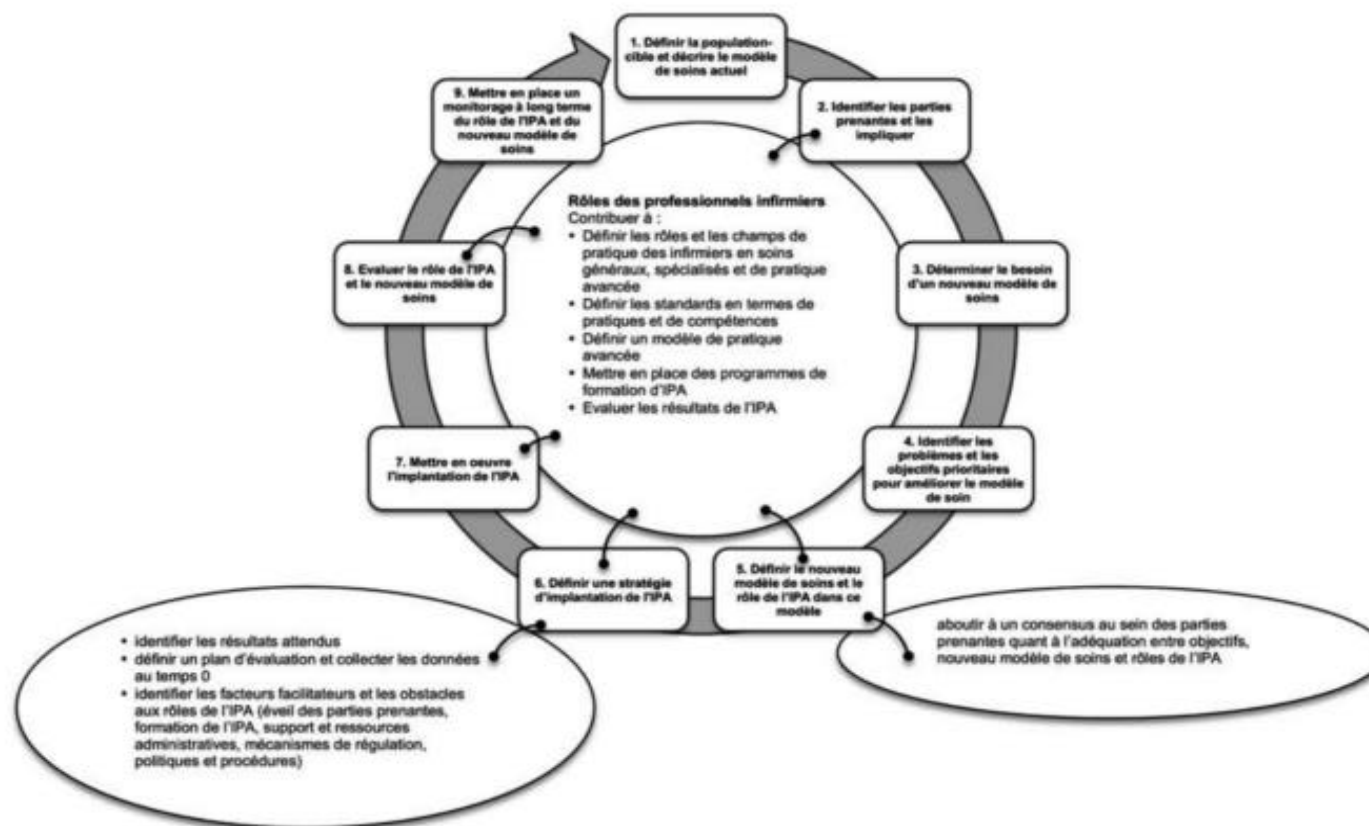 1. Définir la population-
cible et décrire le modèle
de soins actuel
2. Identifier les parties
prenantes et les
impliquer
3. Déterminer le besoin
d'un nouveau modèle de
soins
4. Identifier les
problèmes et les
objectifs prioritaires
pour améliorer le modèle
de soin
5. Définir le nouveau
modèle de soins et le
rôle de l'IPA dans ce
modèle
aboutir à un consensus au sein des parties
prenantes quant à l'adéquation entre objectifs,
nouveau modèle de soins et rôles de l'IPA
6. Définir une stratégie
d'implantation de l'IPA
• identifier les résultats attendus
• définir un plan d'évaluation et collecter les données
au temps 0
• identifier les facteurs facilitateurs et les obstacles
aux rôles de l'IPA (éveil des parties prenantes,
formation de l'IPA, support et ressources
administratives, mécanismes de régulation,
politiques et procédures)
7. Mettre en oeuvre
l'implantation de l'IPA
8. Evaluer le rôle de l'IPA
et le nouveau modèle de
soins
9. Mettre en place un
monitorage à long terme
du rôle de l'IPA et du
nouveau modèle de
soins
Rôles des professionnels infirmiers
Contribuer à :
• Définir les rôles et les champs de
pratique des infirmiers en soins
généraux, spécialisés et de pratique
avancée
• Définir les standards en termes de
pratiques et de compétences
• Définir un modèle de pratique
avancée
• Mettre en place des programmes de
formation d'IPA
• Evaluer les résultats de l'IPA